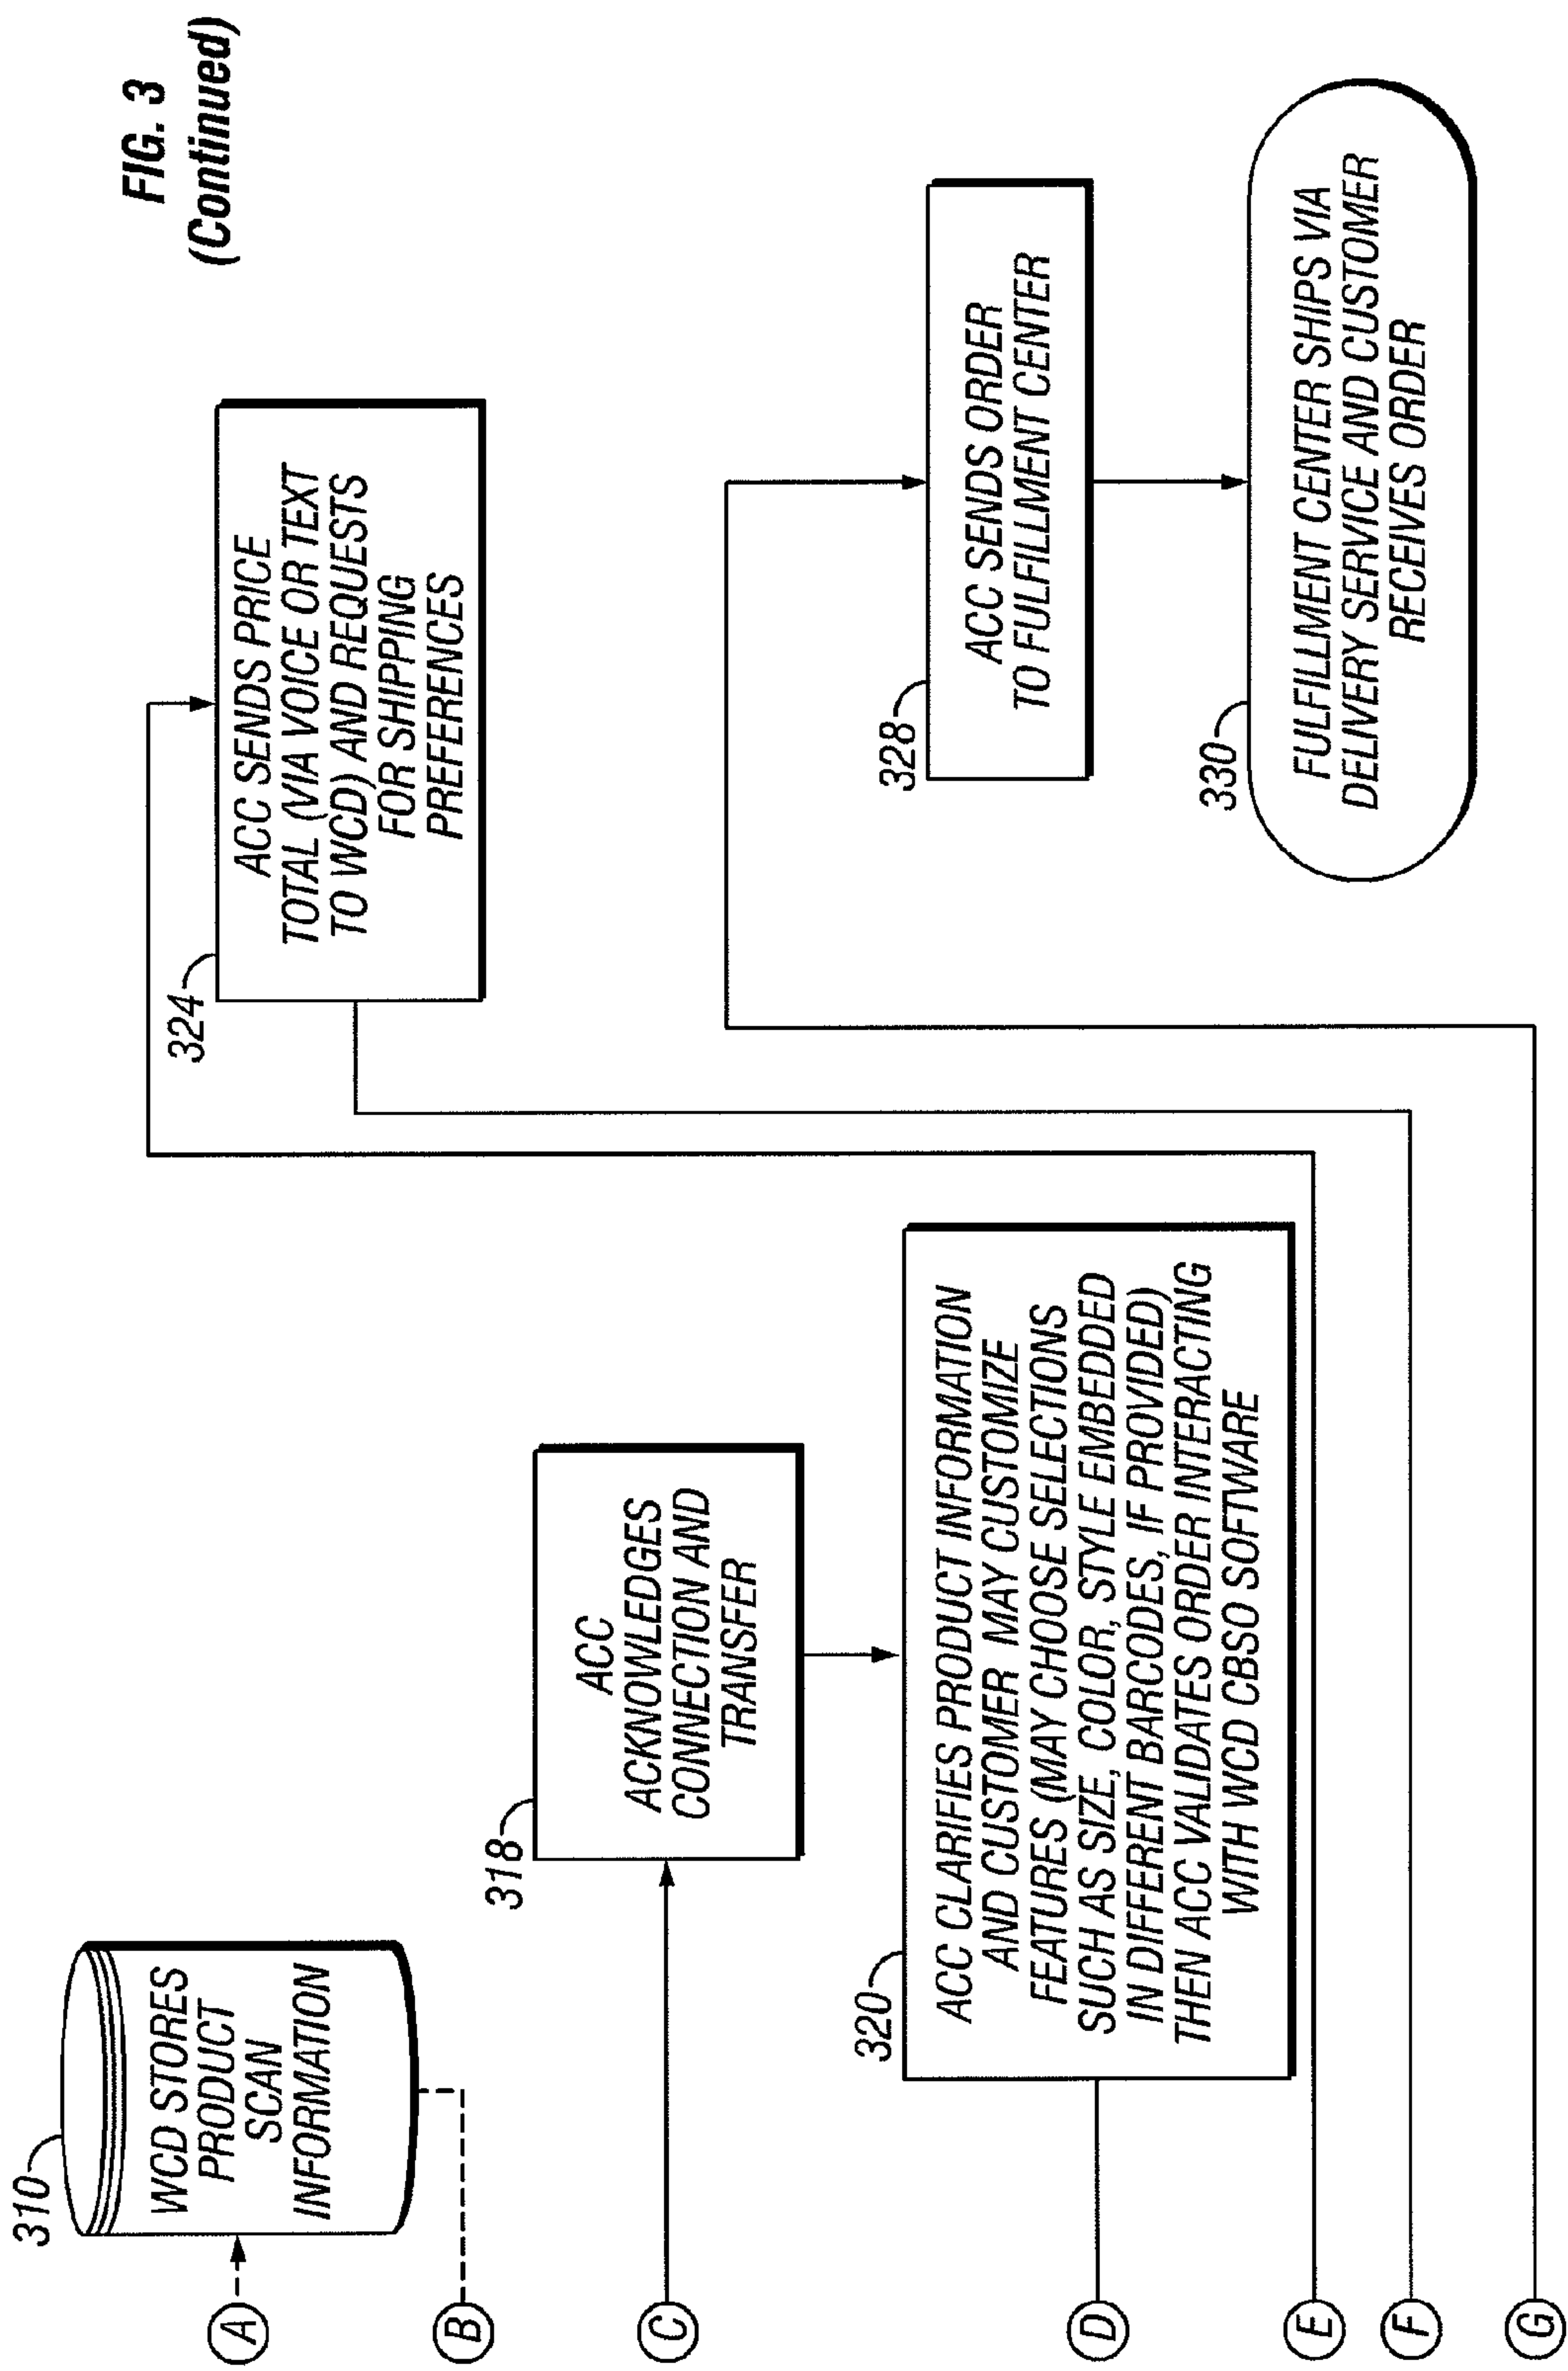 FIG. 3
(Continued)
310
WCD STORES
PRODUCT
SCAN
INFORMATION
A
B
324
ACC SENDS PRICE
TOTAL (VIA VOICE OR TEXT
TO WCD) AND REQUESTS
FOR SHIPPING
PREFERENCES
318
ACC
ACKNOWLEDGES
CONNECTION AND
TRANSFER
C
320
ACC CLARIFIES PRODUCT INFORMATION
AND CUSTOMER MAY CUSTOMIZE
FEATURES (MAY CHOOSE SELECTIONS
SUCH AS SIZE, COLOR, STYLE EMBEDDED
IN DIFFERENT BARCODES, IF PROVIDED)
THEN ACC VALIDATES ORDER INTERACTING
WITH WCD CBSO SOFTWARE
D
328
ACC SENDS ORDER
TO FULFILLMENT CENTER
330
FULFILLMENT CENTER SHIPS VIA
DELIVERY SERVICE AND CUSTOMER
RECEIVES ORDER
E
F
G